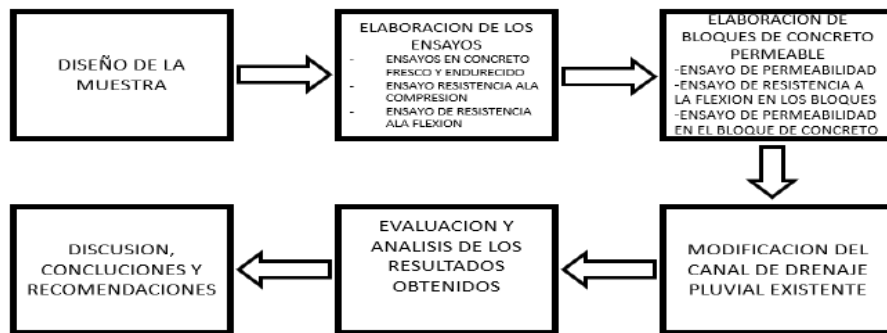 DISEÑO DE LA
MUESTRA
ELABORACION DE LOS
ENSAYOS
- ENSAYOS EN CONCRETO
FRESCO Y ENDURECIDO
- ENSAYO RESISTENCIA ALA
COMPRESION
- ENSAYO DE RESISTENCIA
ALA FLEXION
ELABORACION DE
BLOQUES DE CONCRETO
PERMEABLE
-ENSAYO DE PERMEABILIDAD
-ENSAYO DE RESISTENCIA A
LA FLEXION EN LOS BLOQUES
-ENSAYO DE PERMEABILIDAD
EN EL BLOQUE DE CONCRETO
MODIFICACION DEL
CANAL DE DRENAJE
PLUVIAL EXISTENTE
EVALUACION Y
ANALISIS DE LOS
RESULTADOS
OBTENIDOS
DISCUSION,
CONCLUCIONES Y
RECOMENDACIONES